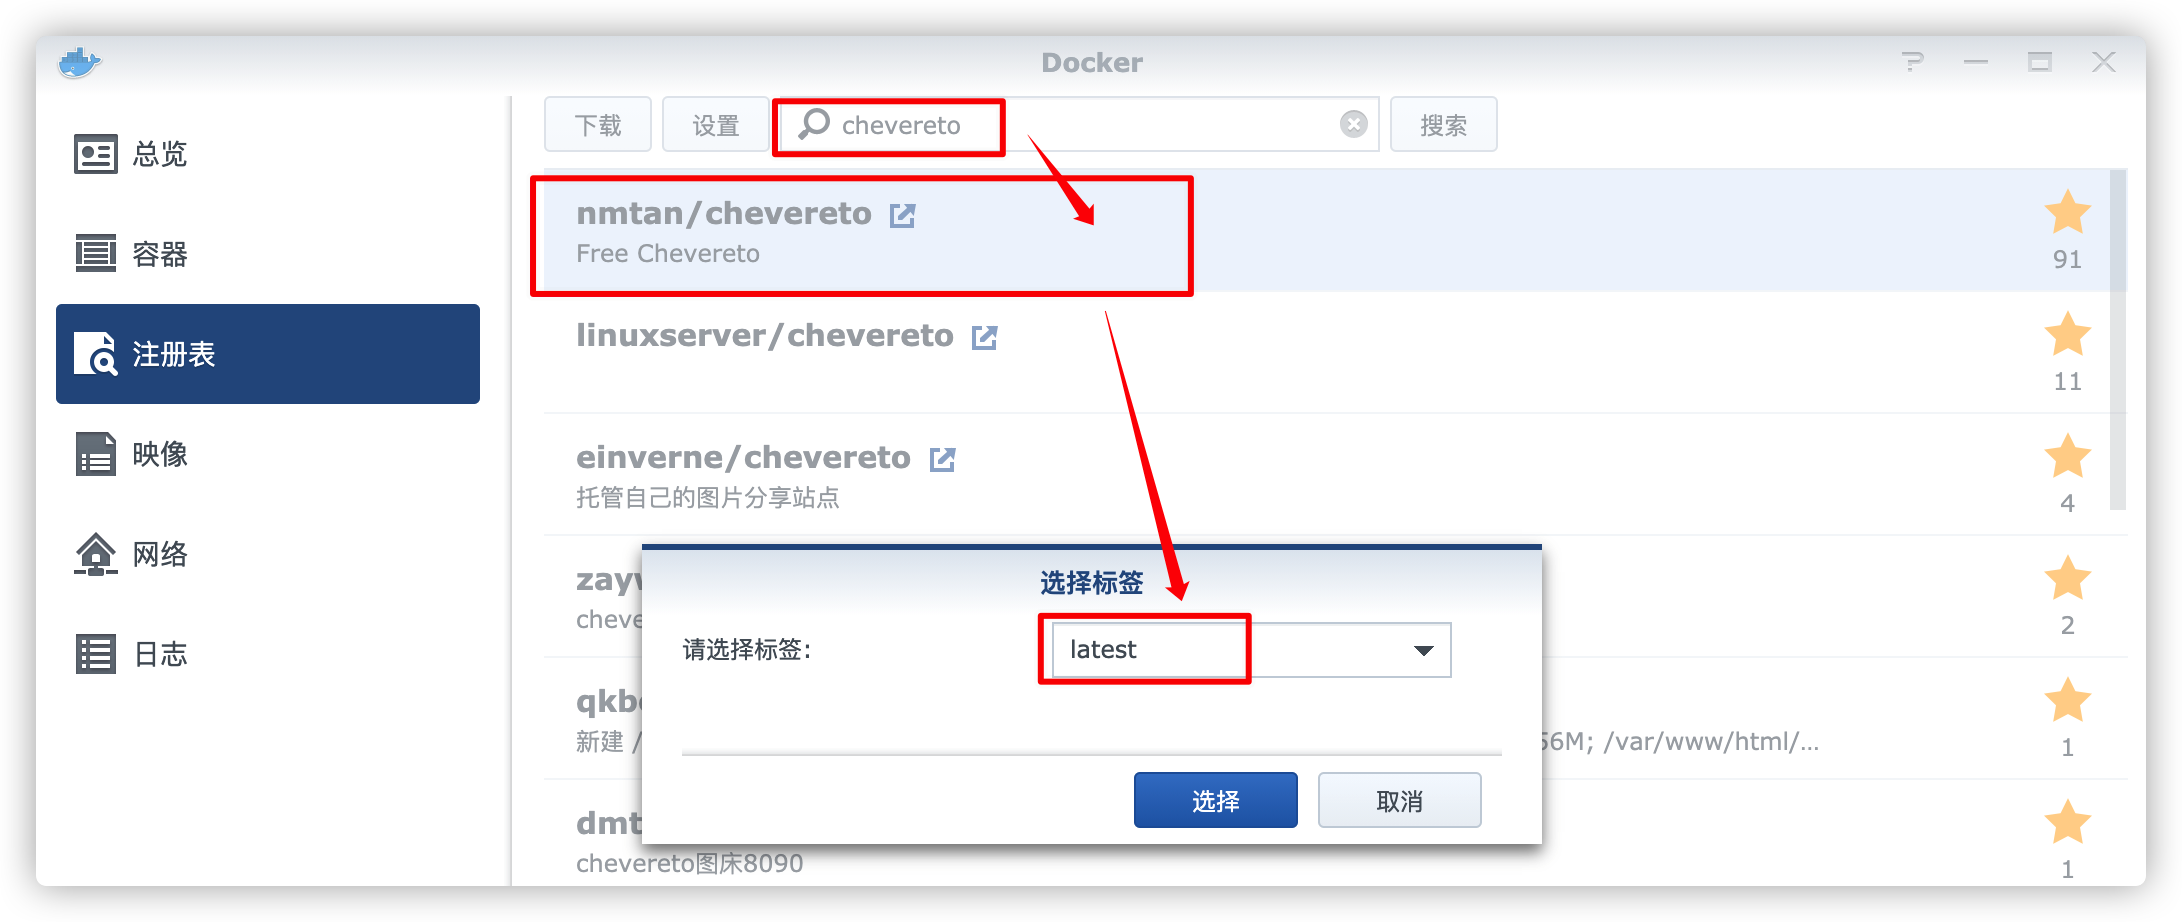 Docker
总览
容器
注册表
映像
网络
日志
下载
设置
chevereto
搜索
nmtan/chevereto
Free Chevereto
91
linuxserver/chevereto
11
einverne/chevereto
托管自己的图片分享站点
4
2
新建 /
56M; /var/www/html/...
1
chevereto图床8090
1
选择标签
请选择标签:
latest
选择
取消